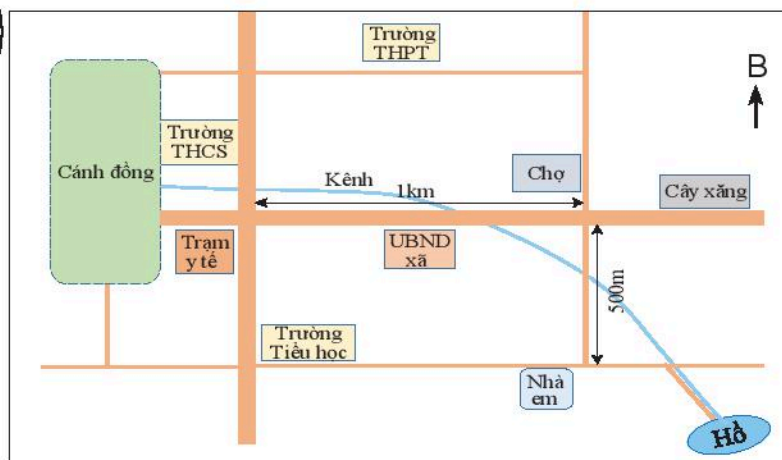 Trường
THPT
B
Trường
THCS
Cánh đồng
Kênh
1km
Chợ
Cây xăng
Trạm
y tế
UBND
xã
500m
Trường
Tiểu học
Nhà
em
Hồ